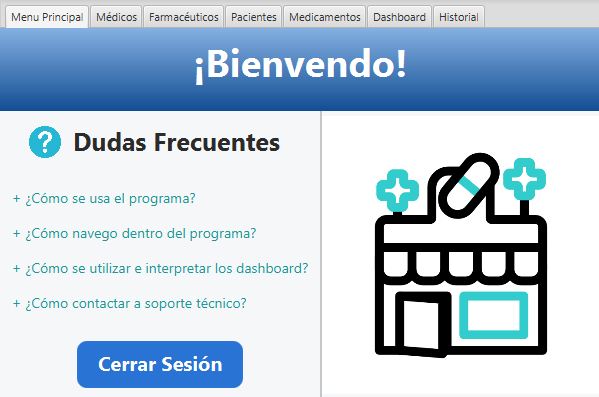 Menu Principal Médicos Farmacéuticos Pacientes Medicamentos Dashboard Historial
¡Bienvendo!
Dudas Frecuentes
+ ¿Cómo se usa el programa?
+ ¿Cómo navego dentro del programa?
+ ¿Cómo se utilizar e interpretar los dashboard?
+ ¿Cómo contactar a soporte técnico?
Cerrar Sesión